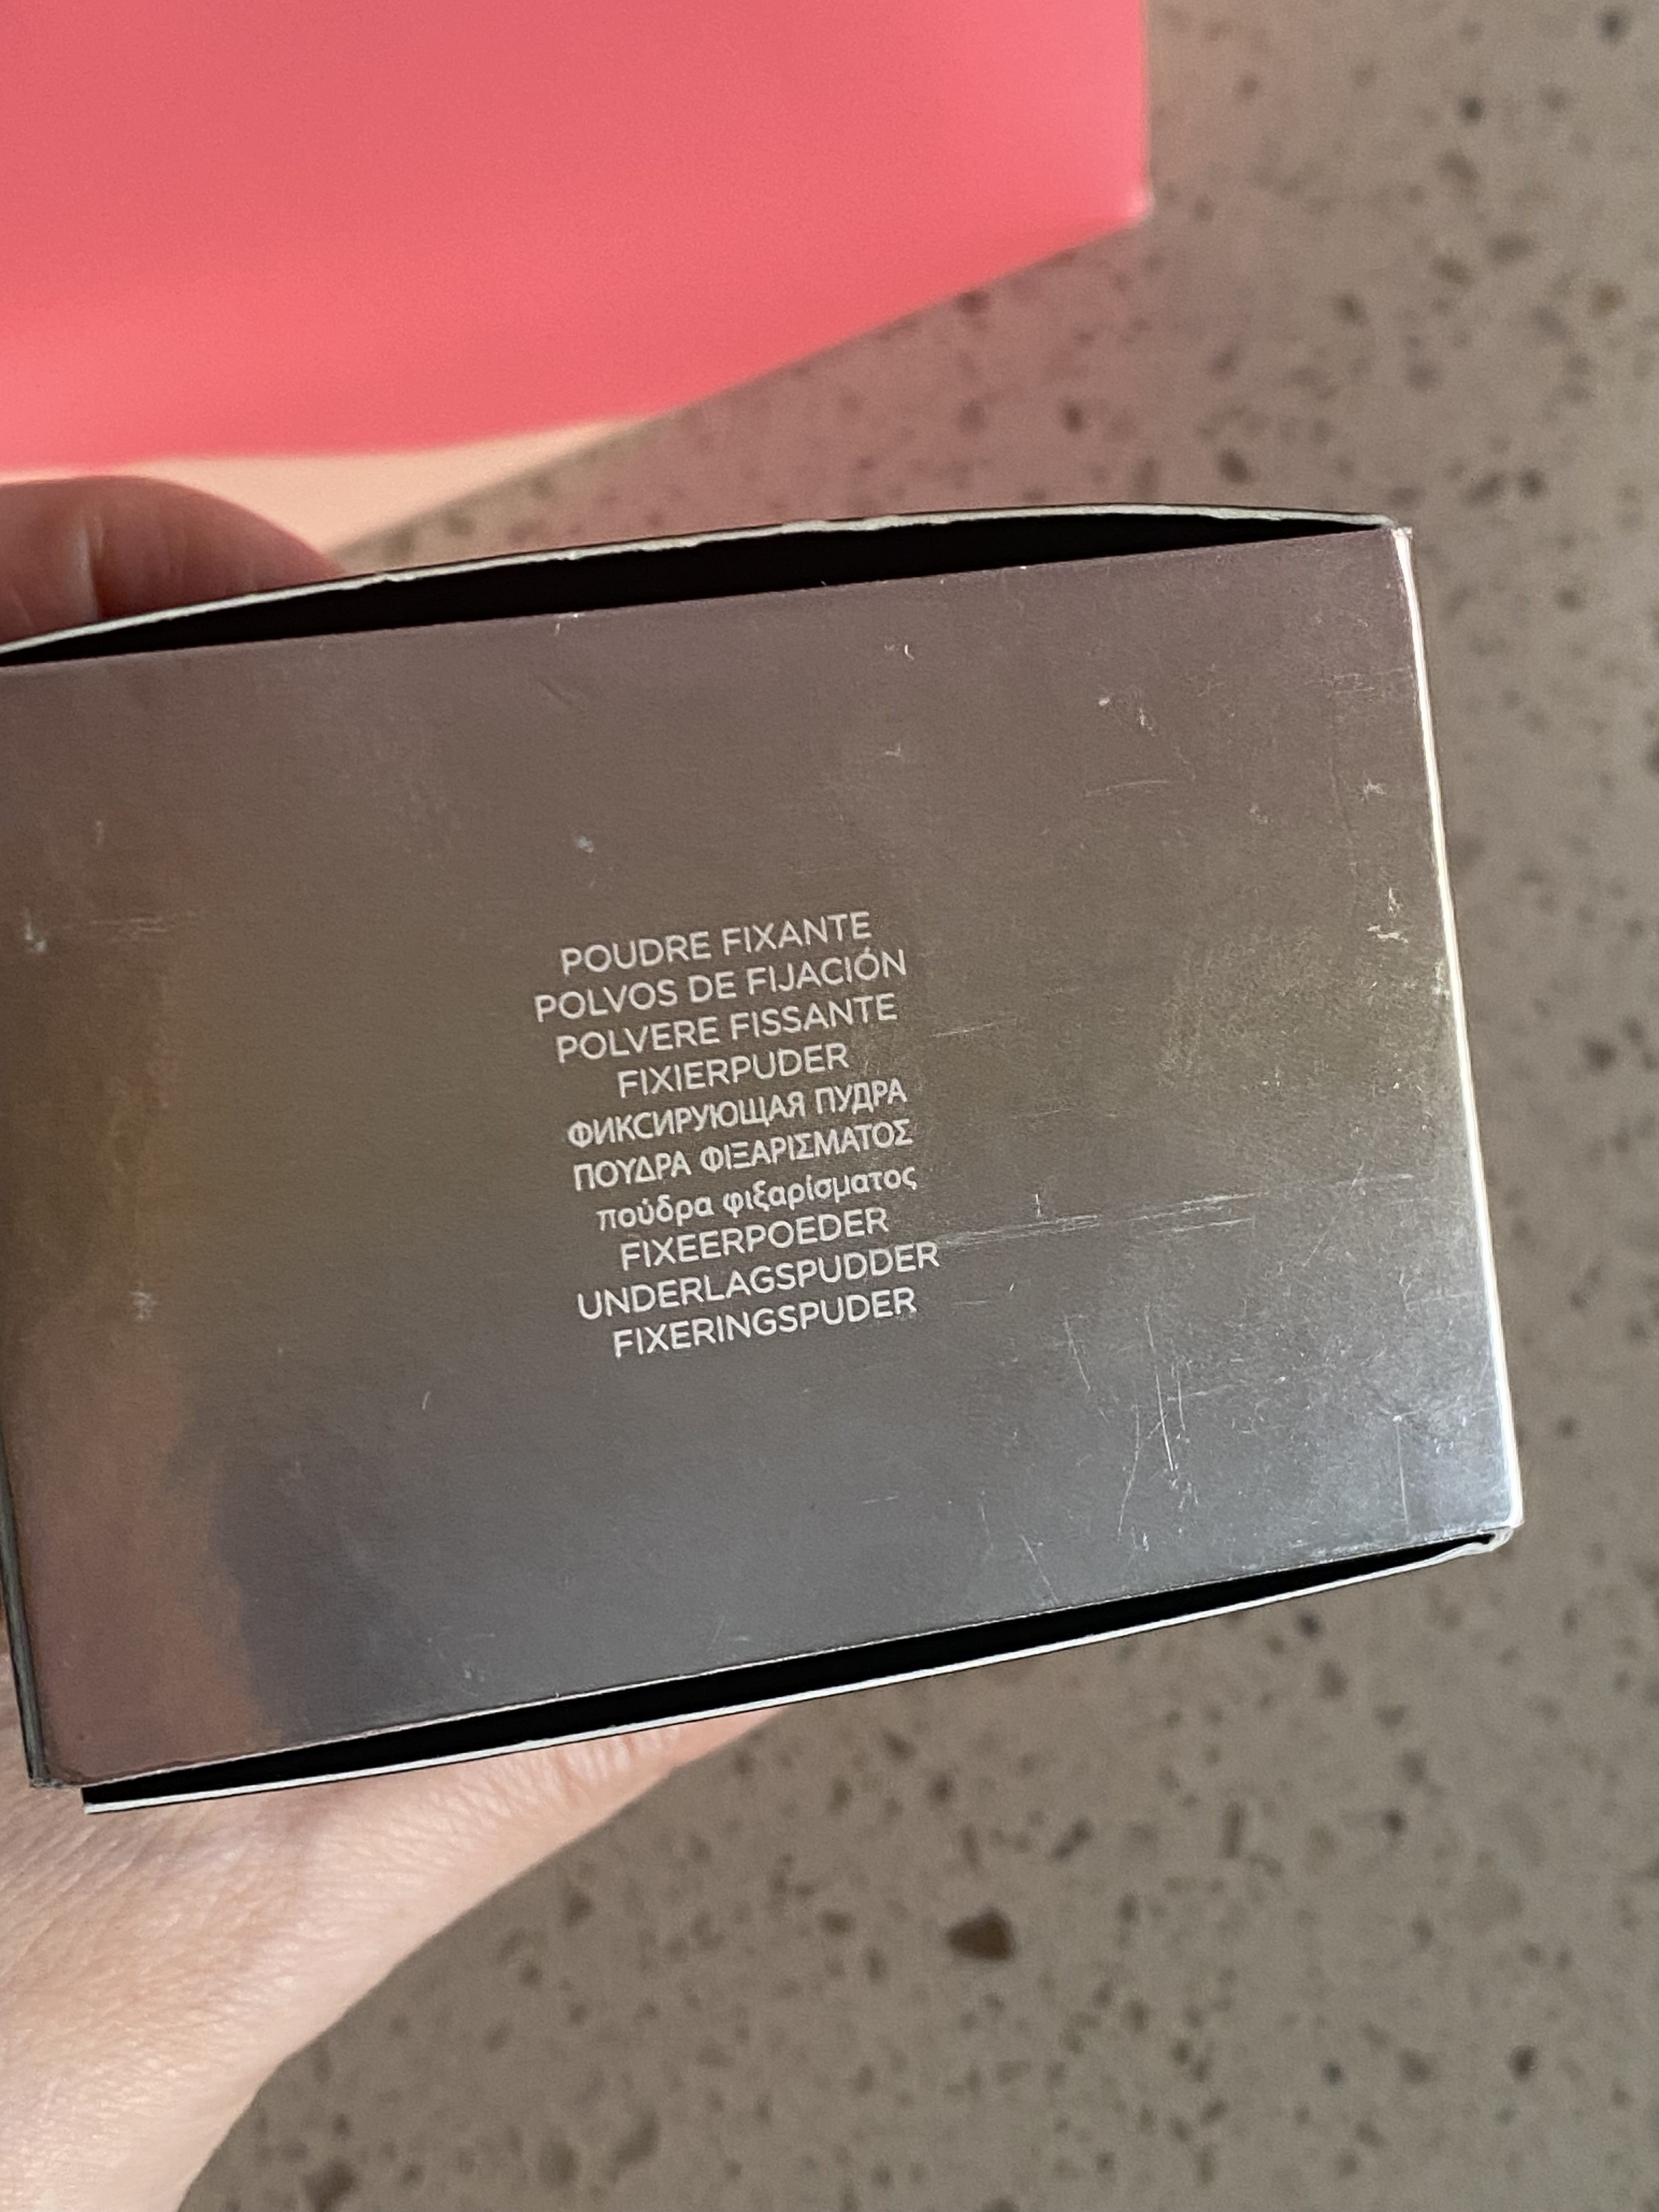 POUDRE FIXANTE
POLVOS DE FIJACIÓN
POLVERE FISSANTE
FIXIERPUDER
ФИКСИРУЮЩАЯ ПУДРА
ΠΟΥΔΡΑ ΦΙΞΑΡΙΣΜΑΤΟΣ
πούδρα φιξαρίσματος
FIXEERPOEDER
UNDERLAGSPUDDER
FIXERINGSPUDER